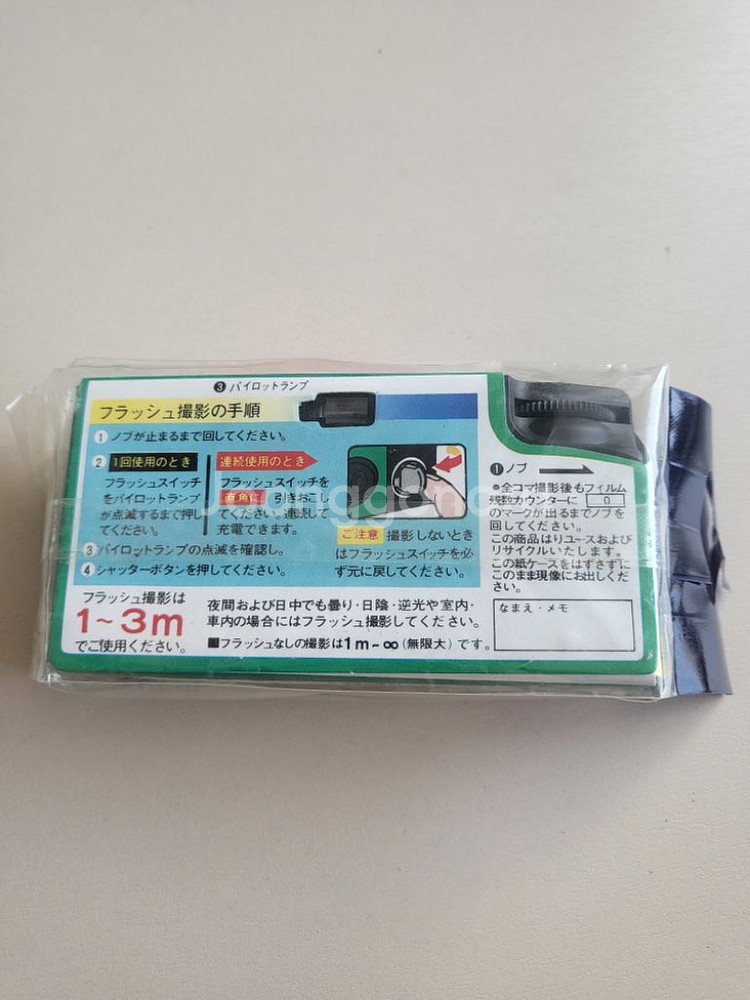 ❸パイロットランプ
フラッシュ撮影の手順
①ノブが止まるまで回してください。
②1回使用のとき
フラッシュスイッチ
をパイロットランプ
が点滅するまで押し
てください。
連続使用のとき
フラッシュスイッチを
直角に引きおこし
てください。連続して
充電できます。
③パイロットランプの点滅を確認し。
④シャッターボタンを押してください。
ご注意 撮影しないとき
はフラッシュスイッチを必
ず元に戻してください。
❶ノブ
●全コマ撮影後もフィルム
残数カウンターに 0
のマークが出るまでノブを
回してください。
この商品はリユースおよび
リサイクルいたします。
この紙ケースをはずさずに
このまま現像にお出しくだ
さい。
フラッシュ撮影は
1~3m
でご使用ください。
夜間および日中でも曇り・日陰・逆光や室内・
車内の場合にはフラッシュ撮影してください。
■フラッシュなしの撮影は1m~∞(無限大)です。
なまえ・メモ